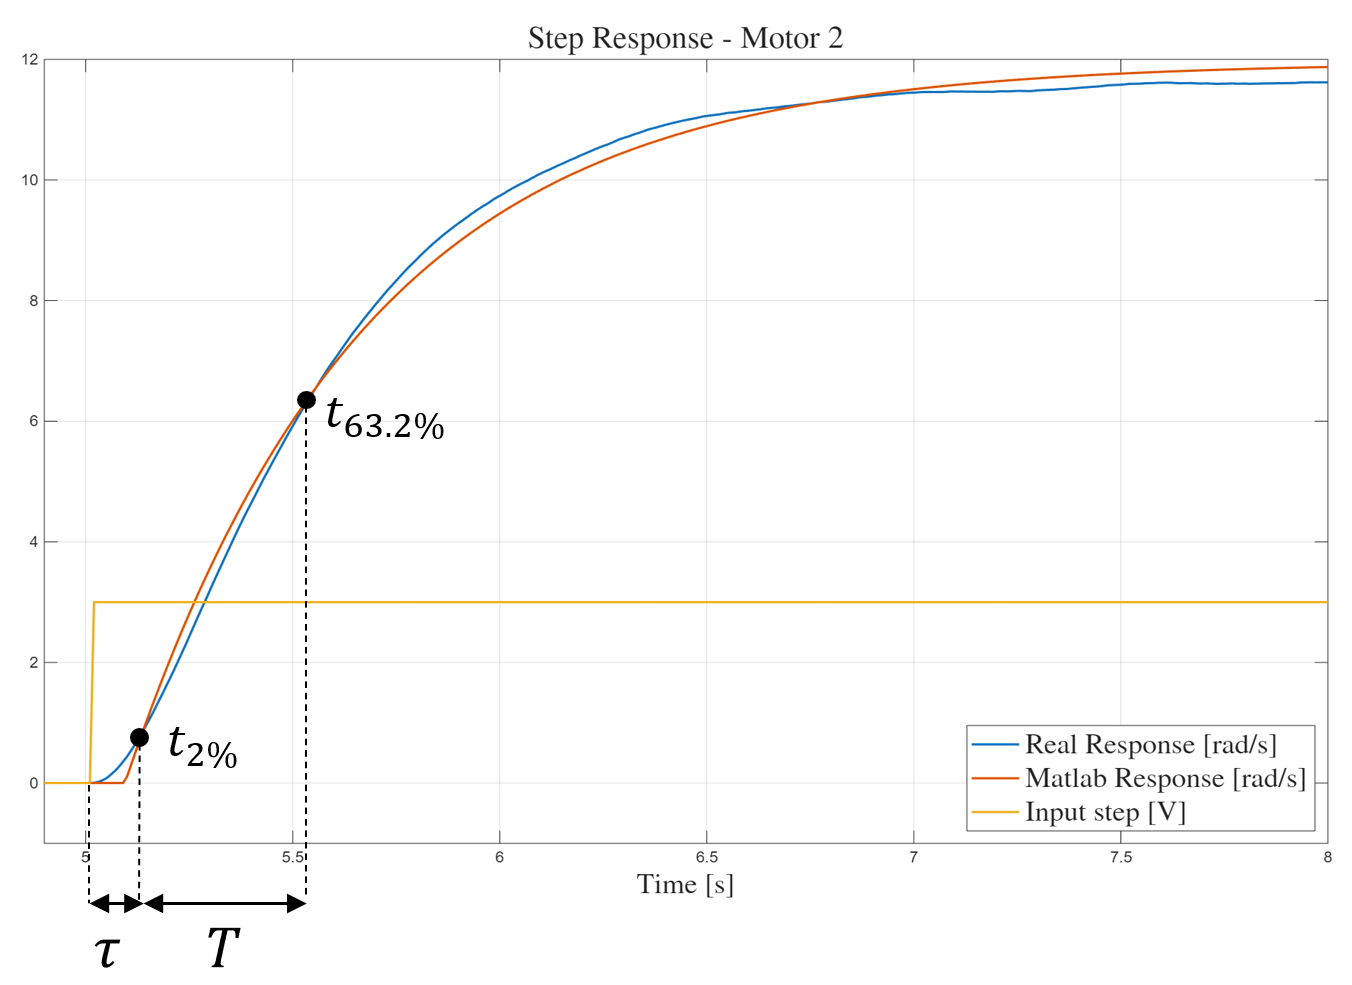 Step Response - Motor 2
12
10
8
6
4
2
0
t63.2%
t2%
Real Response [rad/s]
Matlab Response [rad/s]
Input step [V]
5
5.5
6
6.5
7
7.5
8
Time [s]
τ
T